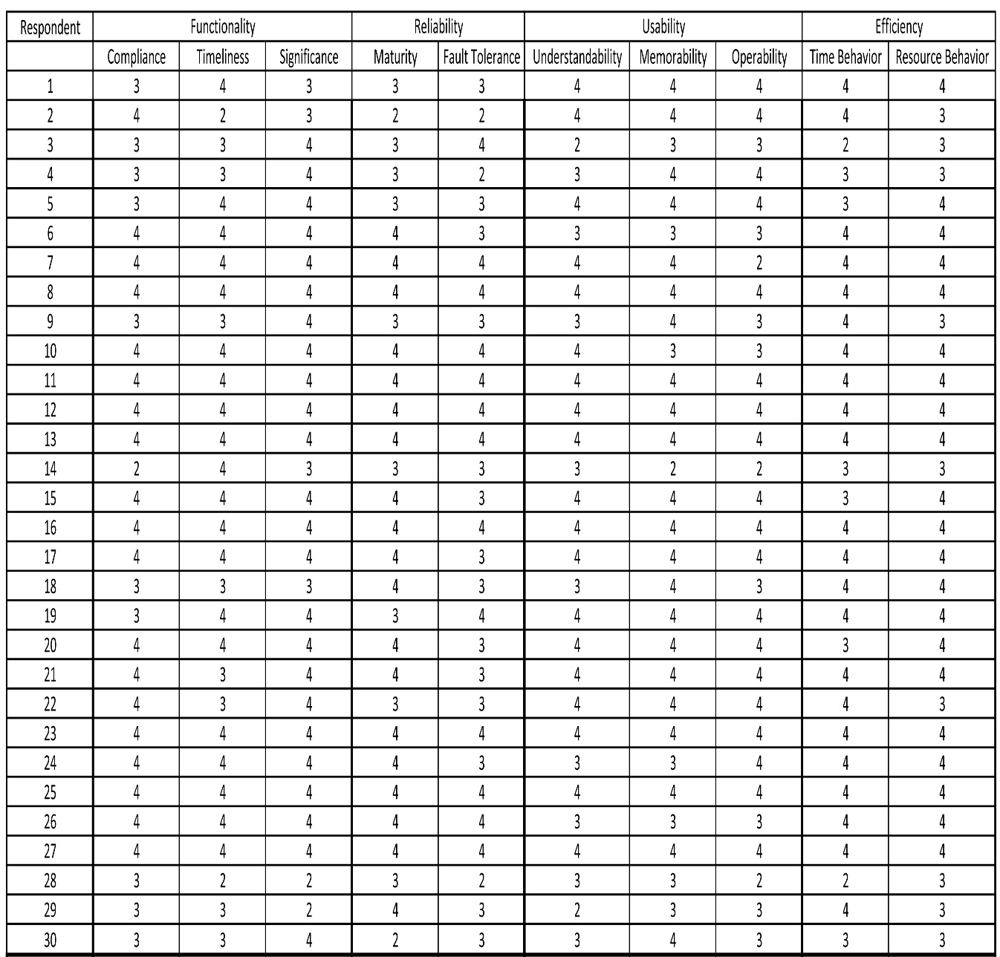 Respondent Functionality Reliability Usability Efficiency
Compliance Timeliness Significance Maturity Fault Tolerance Understandability Memorability Operability Time Behavior Resource Behavior
1 3 4 3 3 3 4 4 4 4 4
2 4 2 3 2 2 4 4 4 4 3
3 3 3 4 3 4 2 3 3 2 3
4 3 3 4 3 2 3 4 4 3 3
5 3 4 4 3 3 4 4 4 3 4
6 4 4 4 4 3 3 3 3 4 4
7 4 4 4 4 4 4 4 2 4 4
8 4 4 4 4 4 4 4 4 4 4
9 3 3 4 3 3 3 4 3 4 3
10 4 4 4 4 4 4 3 3 4 4
11 4 4 4 4 4 4 4 4 4 4
12 4 4 4 4 4 4 4 4 4 4
13 4 4 4 4 4 4 4 4 4 4
14 2 4 3 3 3 3 2 2 3 3
15 4 4 4 4 3 4 4 4 3 4
16 4 4 4 4 4 4 4 4 4 4
17 4 4 4 4 3 4 4 4 4 4
18 3 3 3 4 3 3 4 3 4 4
19 3 4 4 3 4 4 4 4 4 4
20 4 4 4 4 3 4 4 4 3 4
21 4 3 4 4 3 4 4 4 4 4
22 4 3 4 3 3 4 4 4 4 3
23 4 4 4 4 4 4 4 4 4 4
24 4 4 4 4 3 3 3 4 4 4
25 4 4 4 4 4 4 4 4 4 4
26 4 4 4 4 4 3 3 3 4 4
27 4 4 4 4 4 4 4 4 4 4
28 3 2 2 3 2 3 3 2 2 3
29 3 3 2 4 3 2 3 3 4 3
30 3 3 4 2 3 3 4 3 3 3